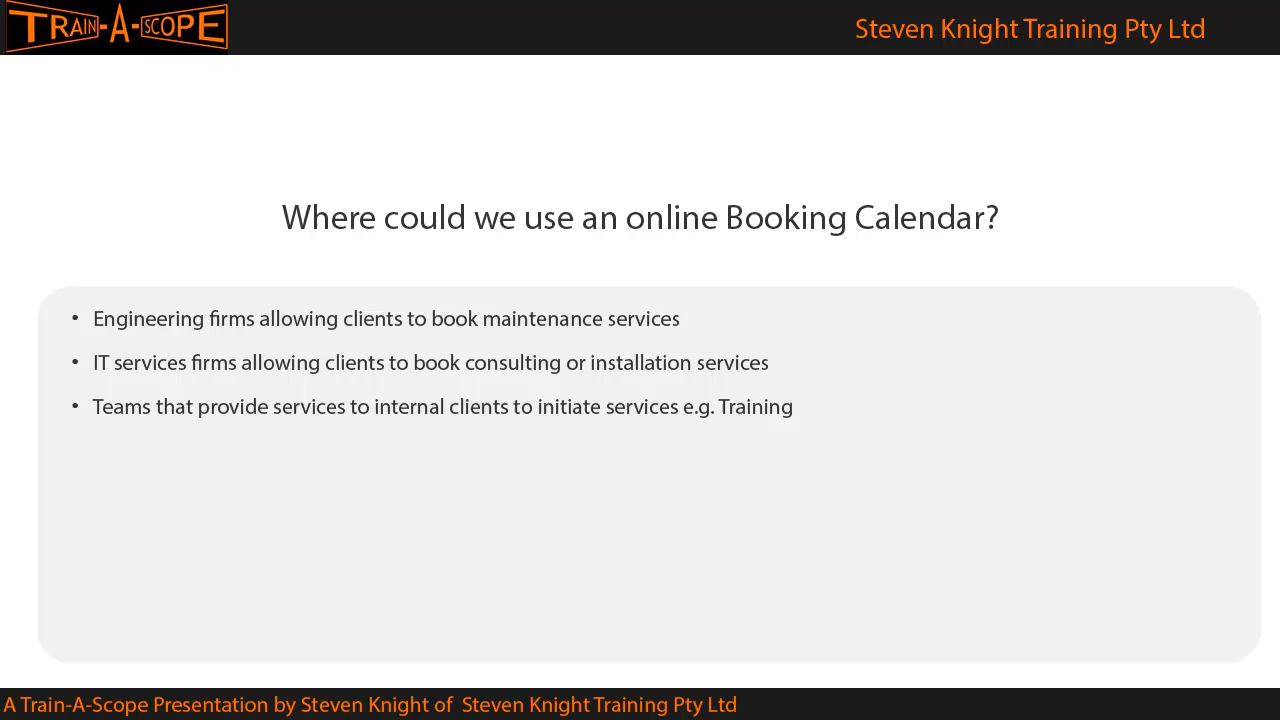 TRAIN-A-SCOPE
Steven Knight Training Pty Ltd
Where could we use an online Booking Calendar?
• Engineering firms allowing clients to book maintenance services
• IT services firms allowing clients to book consulting or installation services
• Teams that provide services to internal clients to initiate services e.g. Training
A Train-A-Scope Presentation by Steven Knight of Steven Knight Training Pty Ltd